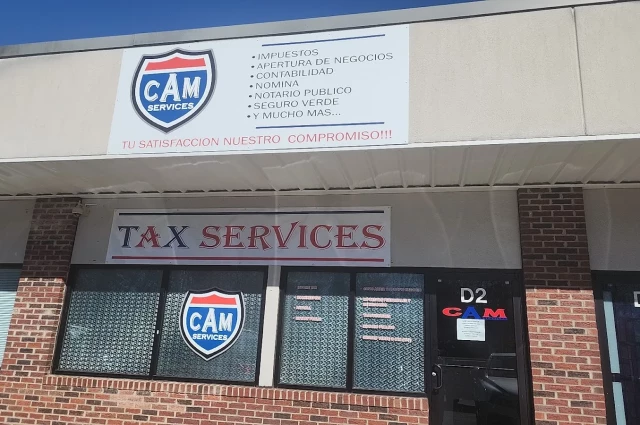 CAM
SERVICES
• IMPUESTOS
• APERTURA DE NEGOCIOS
• CONTABILIDAD
• NOMINA
• NOTARIO PUBLICO
• SEGURO VERDE
• Y MUCHO MAS...
TU SATISFACCION NUESTRO COMPROMISO!!!
TAX SERVICES
CAM
SERVICES
D2
CAM
D